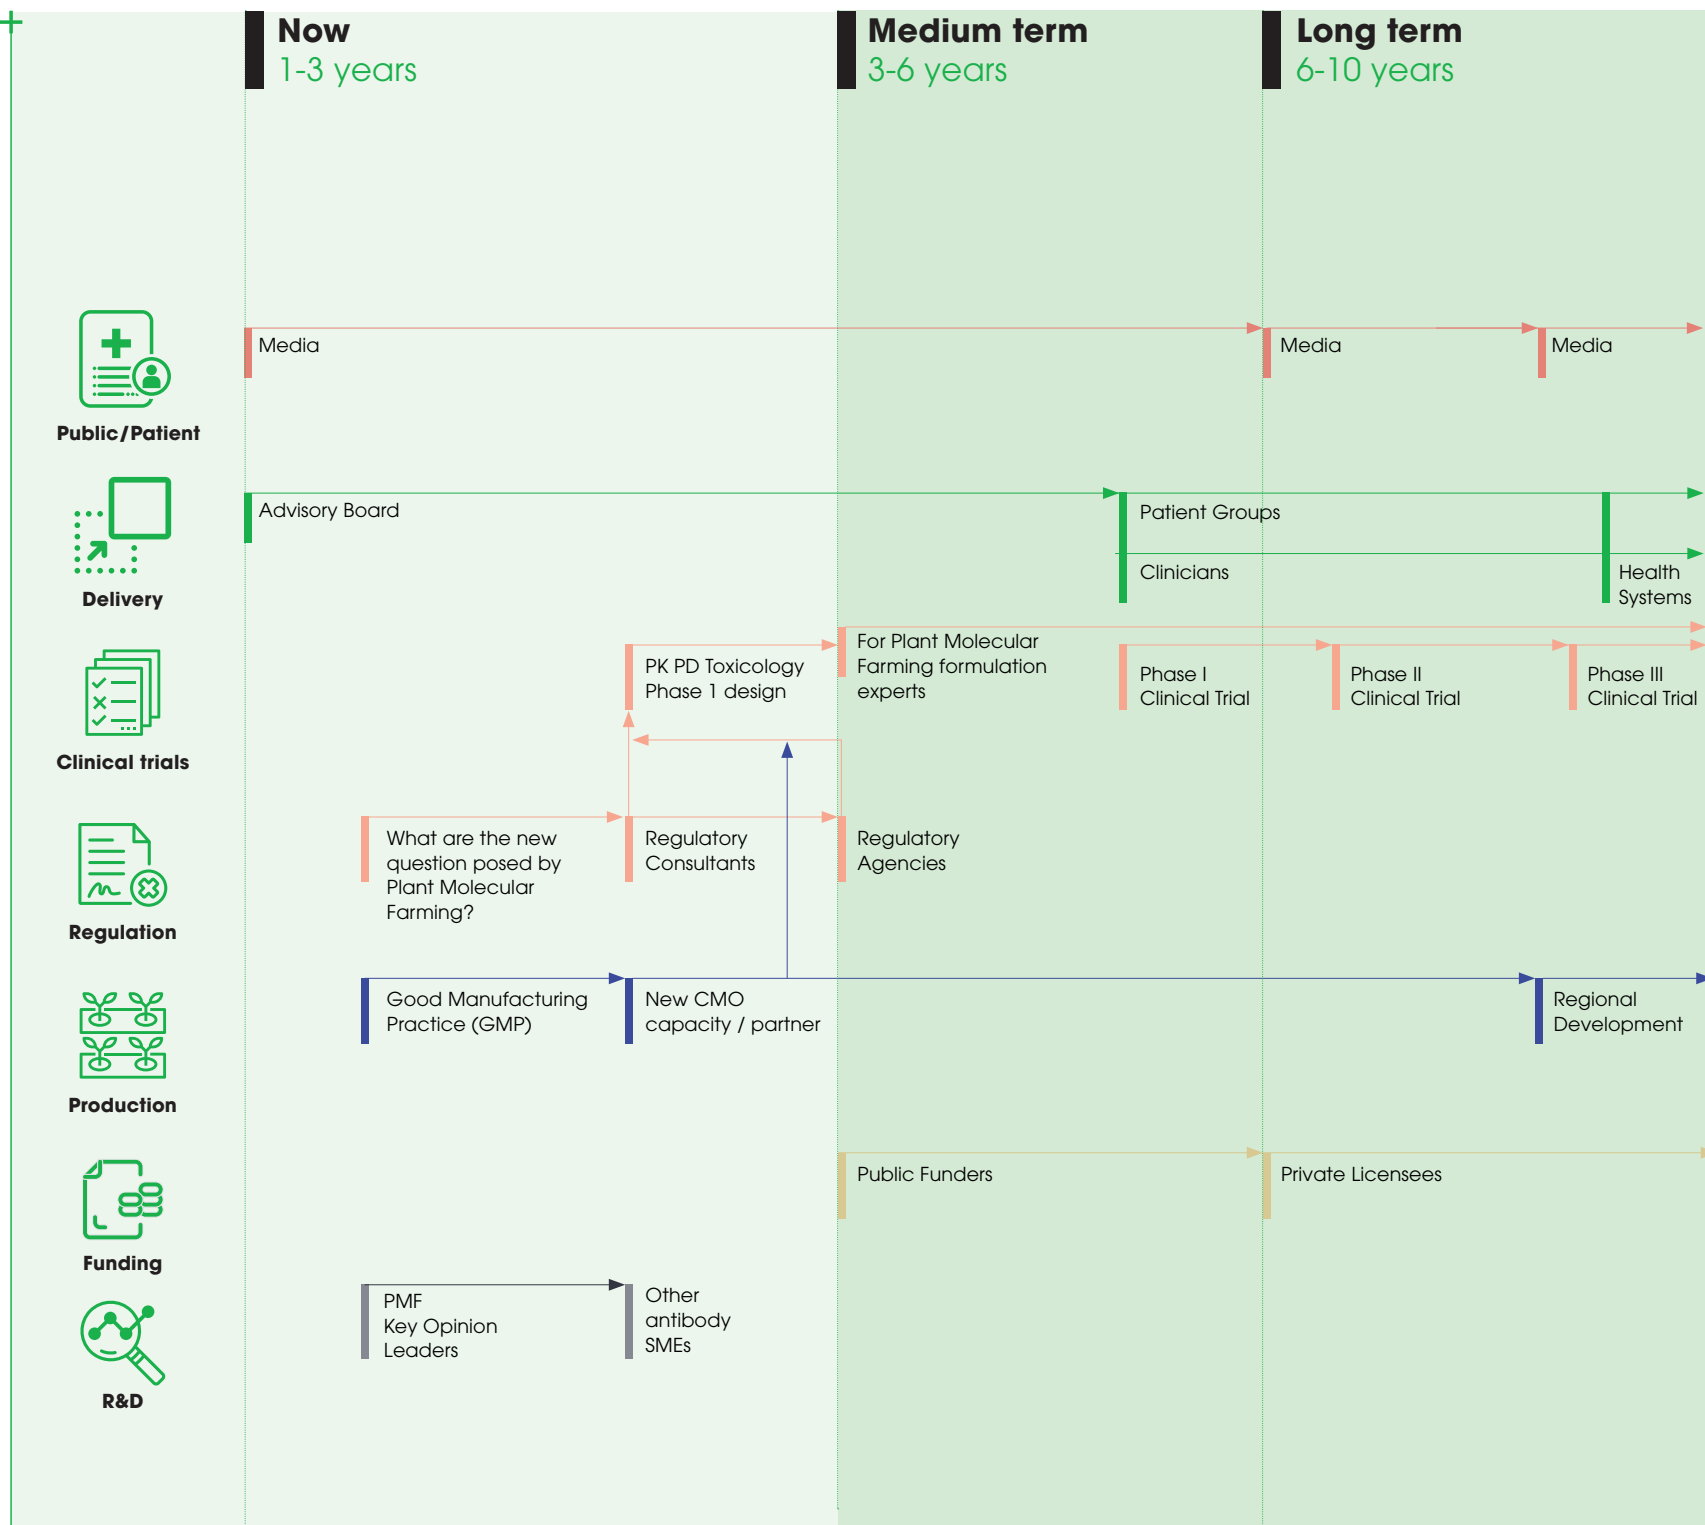 Now
1-3 years
Medium term
3-6 years
Long term
6-10 years
Public/Patient
Media
Media
Media
Delivery
Advisory Board
Patient Groups
Clinicians
Health
Systems
Clinical trials
PK PD Toxicology
Phase 1 design
For Plant Molecular
Farming formulation
experts
Phase I
Clinical Trial
Phase II
Clinical Trial
Phase III
Clinical Trial
Regulation
What are the new
question posed by
Plant Molecular
Farming?
Regulatory
Consultants
Regulatory
Agencies
Production
Good Manufacturing
Practice (GMP)
New CMO
capacity / partner
Regional
Development
Funding
Public Funders
Private Licensees
R&D
PMF
Key Opinion
Leaders
Other
antibody
SMEs